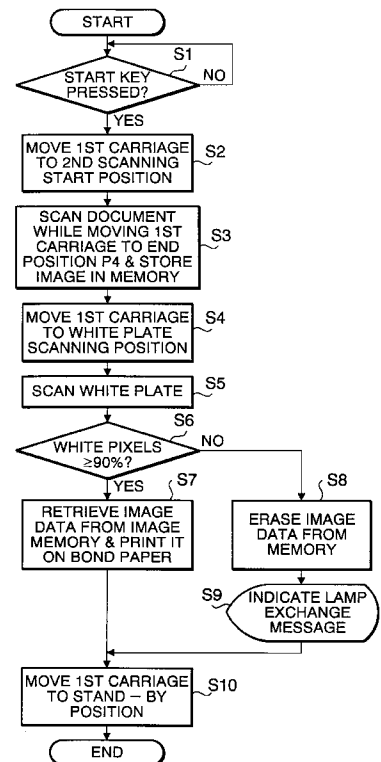 START
S1
START KEY
PRESSED?
NO
YES
MOVE 1ST CARRIAGE
TO 2ND SCANNING
START POSITION
S2
SCAN DOCUMENT
WHILE MOVING 1ST
CARRIAGE TO END
POSITION P4 & STORE
IMAGE IN MEMORY
S3
MOVE 1ST CARRIAGE
TO WHITE PLATE
SCANNING POSITION
S4
SCAN WHITE PLATE
S5
S6
WHITE PIXELS
≥90%?
NO
YES
S7
RETRIEVE IMAGE
DATA FROM IMAGE
MEMORY & PRINT IT
ON BOND PAPER
S8
ERASE IMAGE
DATA FROM
MEMORY
S9
INDICATE LAMP
EXCHANGE
MESSAGE
MOVE 1ST CARRIAGE
TO STAND – BY
POSITION
S10
END